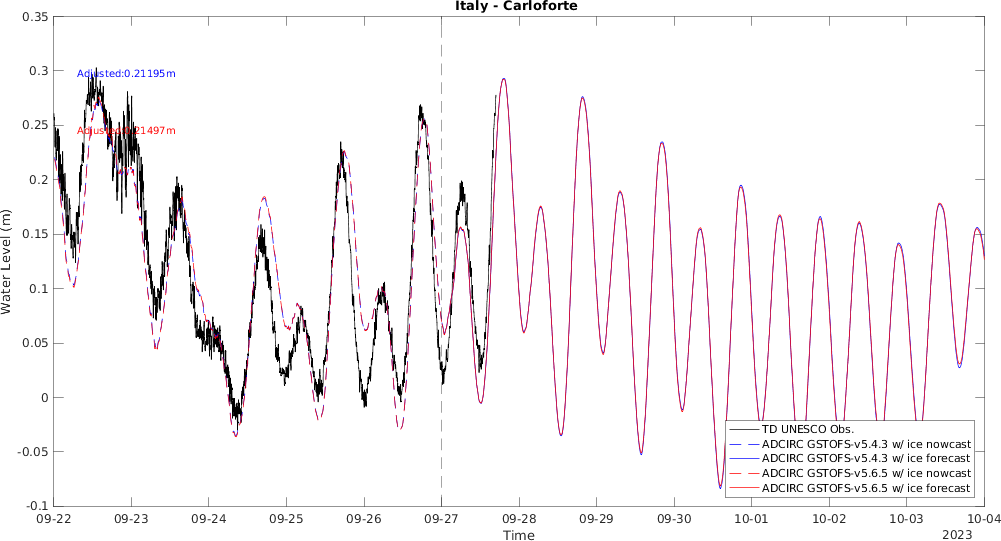 Italy - Carloforte
0.35
0.3
0.25
0.2
0.15
0.1
0.05
0
-0.05
-0.1
Water Level (m)
Adjusted:0.21195m
Adjusted:0.21497m
TD UNESCO Obs.
ADCIRC GSTOFS-v5.4.3 w/ ice nowcast
ADCIRC GSTOFS-v5.4.3 w/ ice forecast
ADCIRC GSTOFS-v5.6.5 w/ ice nowcast
ADCIRC GSTOFS-v5.6.5 w/ ice forecast
09-22 09-23 09-24 09-25 09-26 09-27 09-28 09-29 09-30 10-01 10-02 10-03 10-04
Time
2023